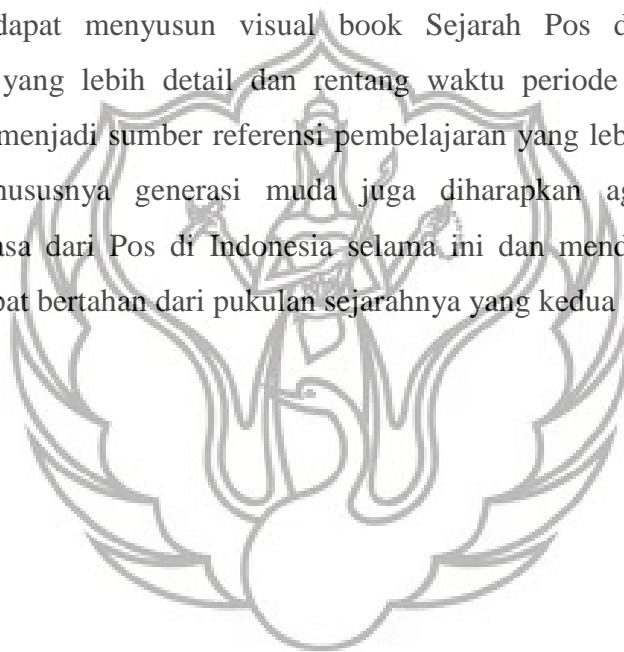 dapat menyusun visual book Sejarah Pos d
yang lebih detail dan rentang waktu periode
menjadi sumber referensi pembelajaran yang leb
hususnya generasi muda juga diharapkan ag
asa dari Pos di Indonesia selama ini dan mend
pat bertahan dari pukulan sejarahnya yang kedua